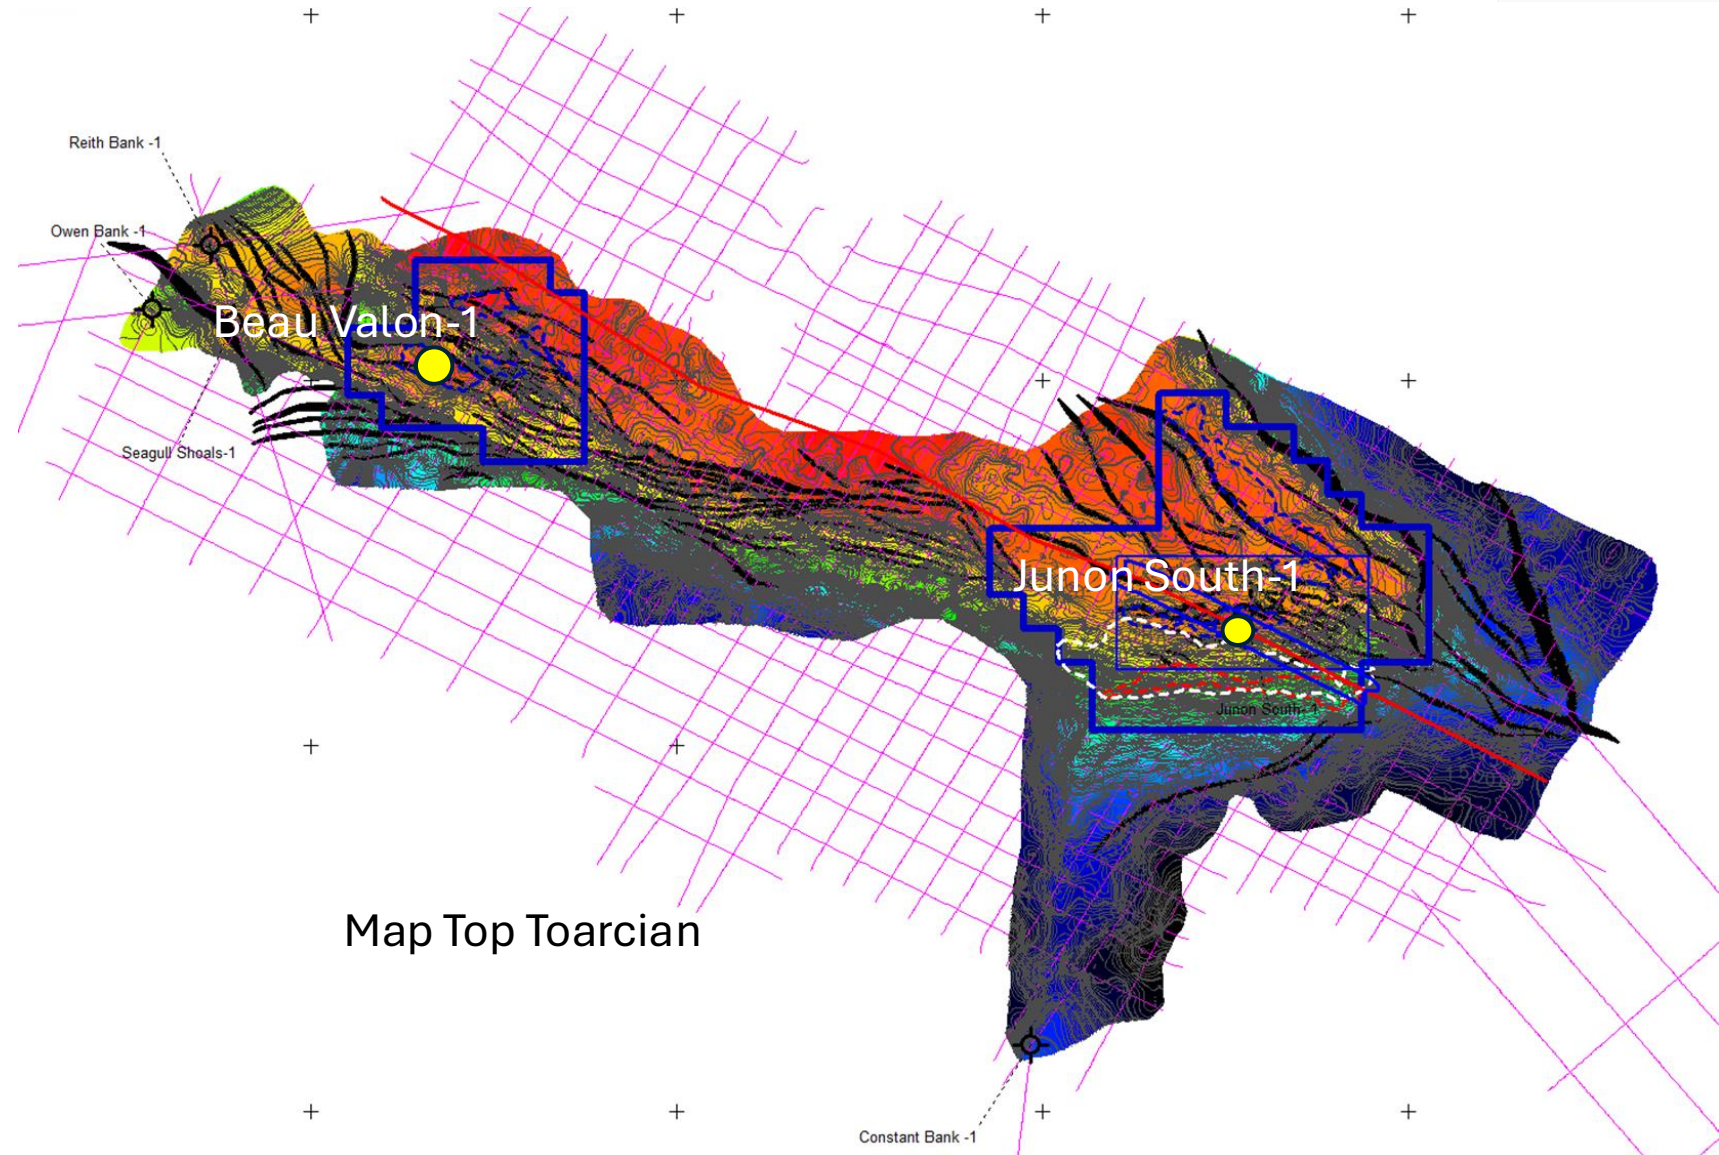 Reith Bank -1
Owen Bank -1
Beau Valon-1
Seagull Shoals-1
Junon South-1
Junon South- 1
Map Top Toarcian
Constant Bank -1